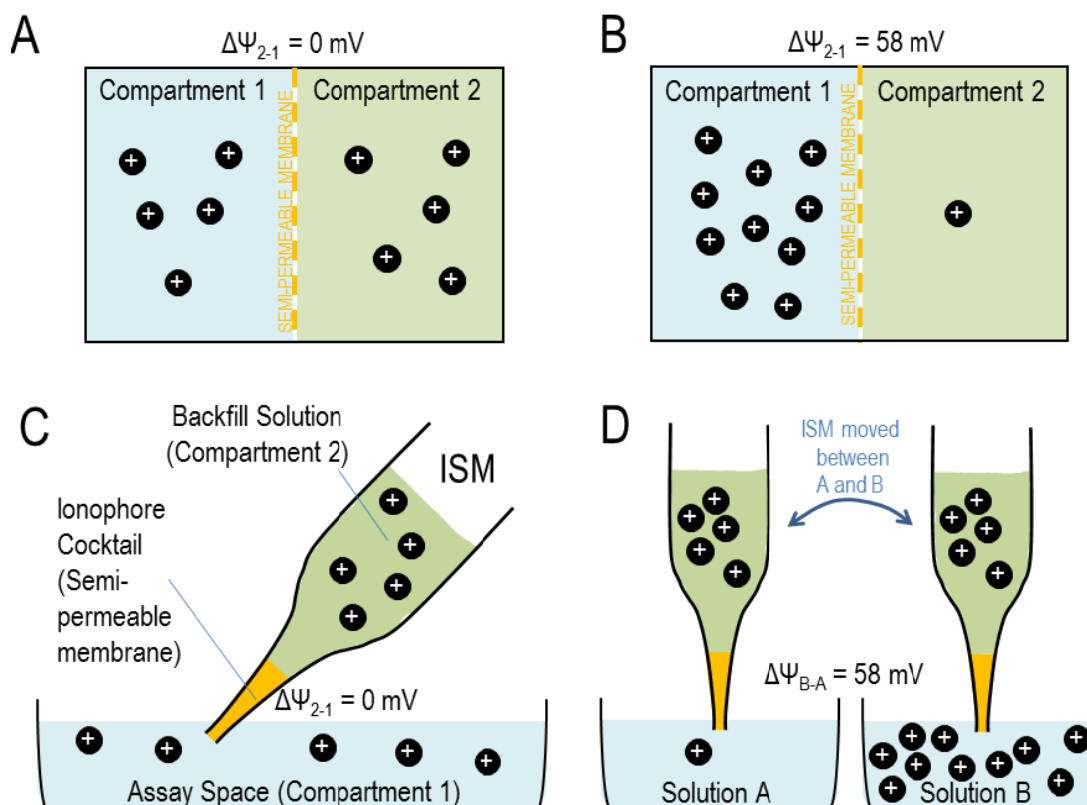 A
ΔΨ2-1 = 0 mV
Compartment 1
Compartment 2
SEMI-PERMEABLE MEMBRANE
B
ΔΨ2-1 = 58 mV
Compartment 1
Compartment 2
SEMI-PERMEABLE MEMBRANE
C
Backfill Solution
(Compartment 2)
ISM
Ionophore
Cocktail
(Semi-
permeable
membrane)
ΔΨ2-1 = 0 mV
Assay Space (Compartment 1)
D
ISM moved
between
A and B
ΔΨB-A = 58 mV
Solution A
Solution B